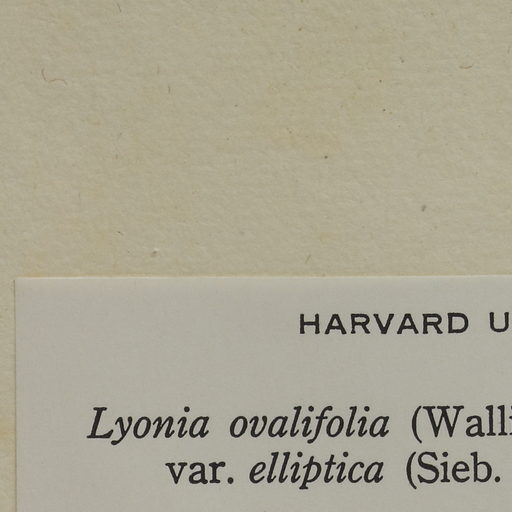 HARVARD U
Lyonia ovalifolia (Walli
var. elliptica (Sieb.